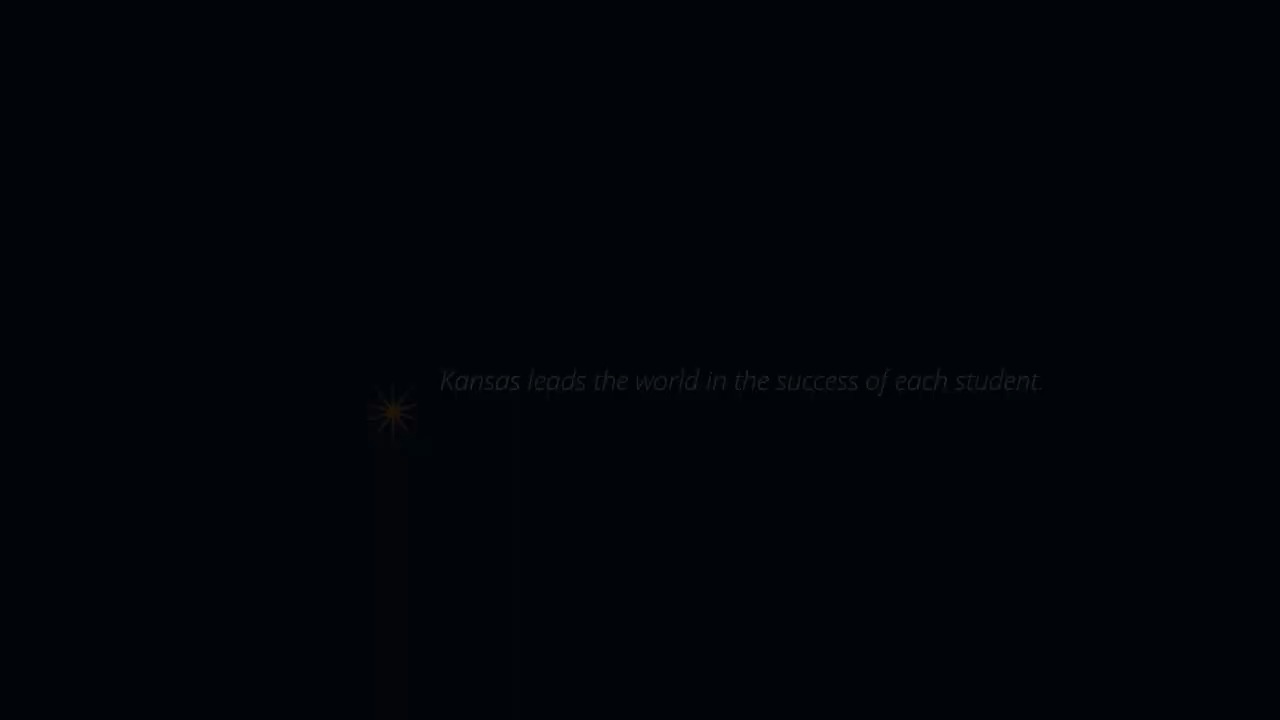 Kansas leads the world in the success of each student.